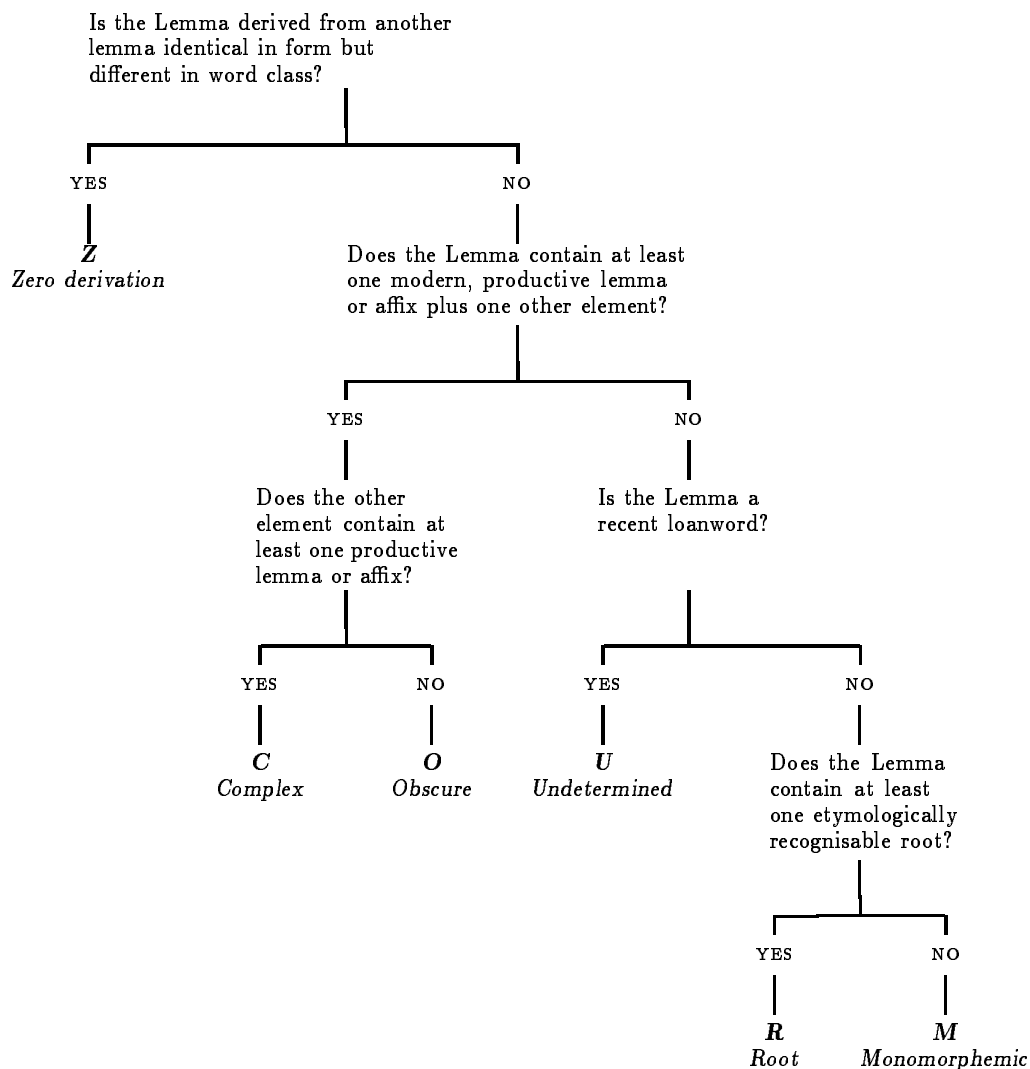 Is the Lemma derived from another
lemma identical in form but
different in word class?
YES
NO
Z
Zero derivation
Does the Lemma contain at least
one modern, productive lemma
or affix plus one other element?
YES
NO
Does the other
element contain at
least one productive
lemma or affix?
Is the Lemma a
recent loanword?
YES
NO
YES
NO
C
Complex
O
Obscure
U
Undetermined
Does the Lemma
contain at least
one etymologically
recognisable root?
YES
NO
R
Root
M
Monomorphemic